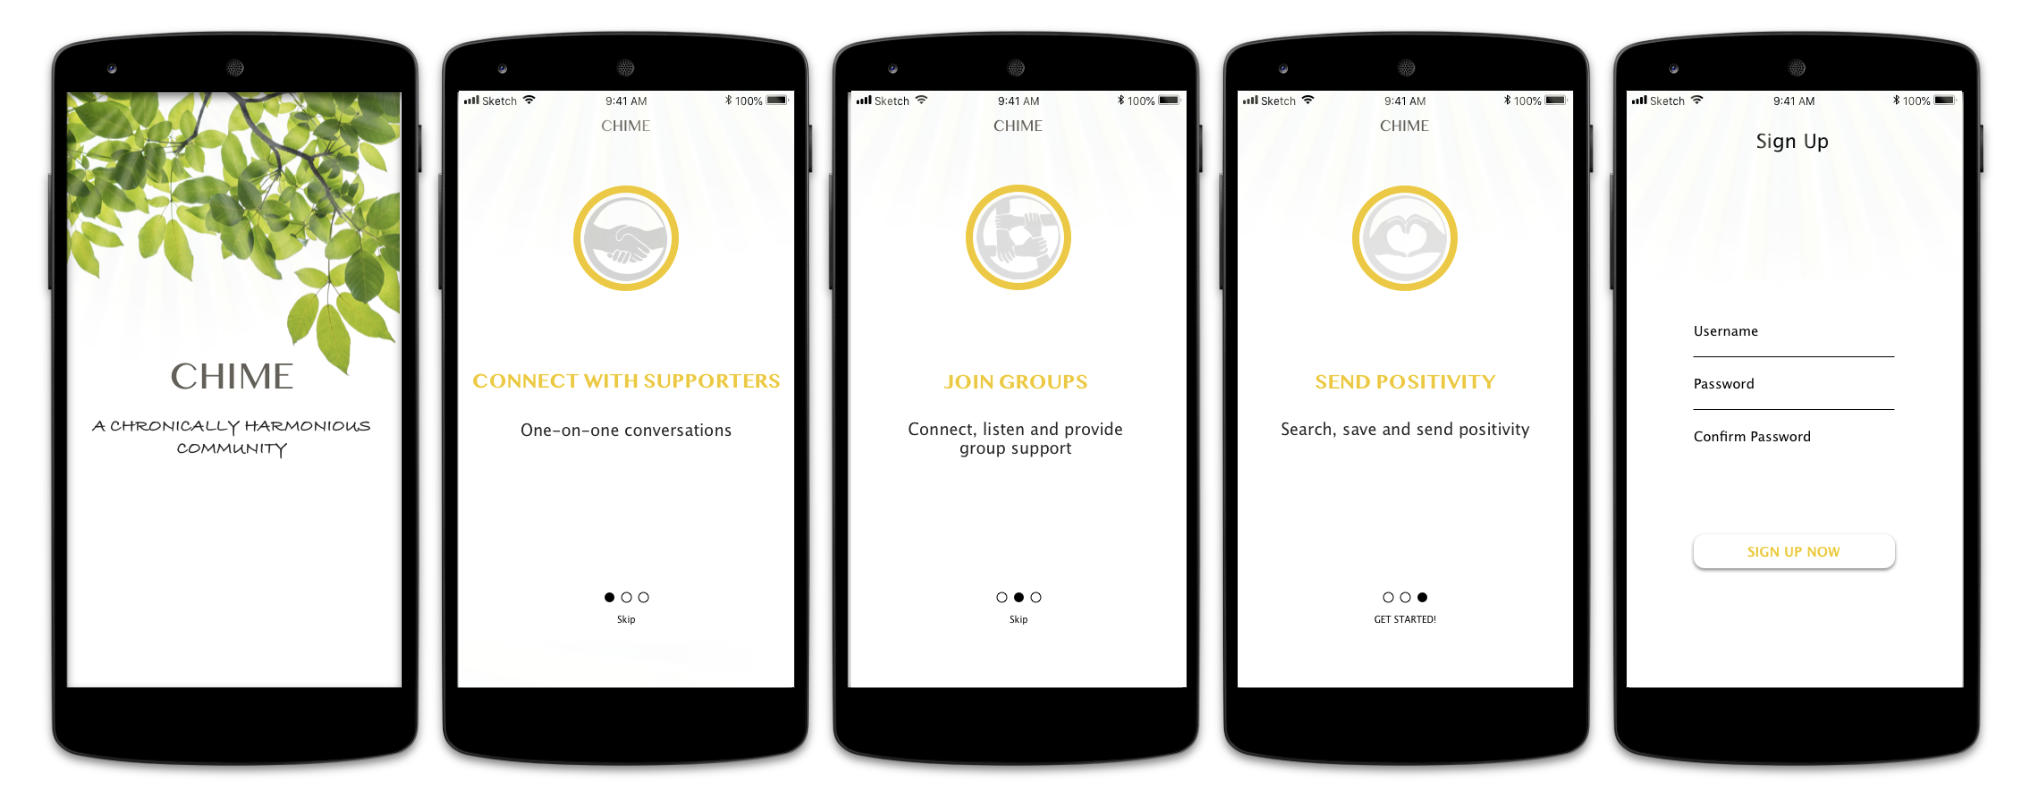 CHIME
A CHRONICALLY HARMONIOUS
COMMUNITY
Sketch 9:41 AM 100%
CHIME
CONNECT WITH SUPPORTERS
One-on-one conversations
Skip
Sketch 9:41 AM 100%
CHIME
JOIN GROUPS
Connect, listen and provide
group support
Skip
Sketch 9:41 AM 100%
CHIME
SEND POSITIVITY
Search, save and send positivity
GET STARTED!
Sketch 9:41 AM 100%
Sign Up
Username
Password
Confirm Password
SIGN UP NOW